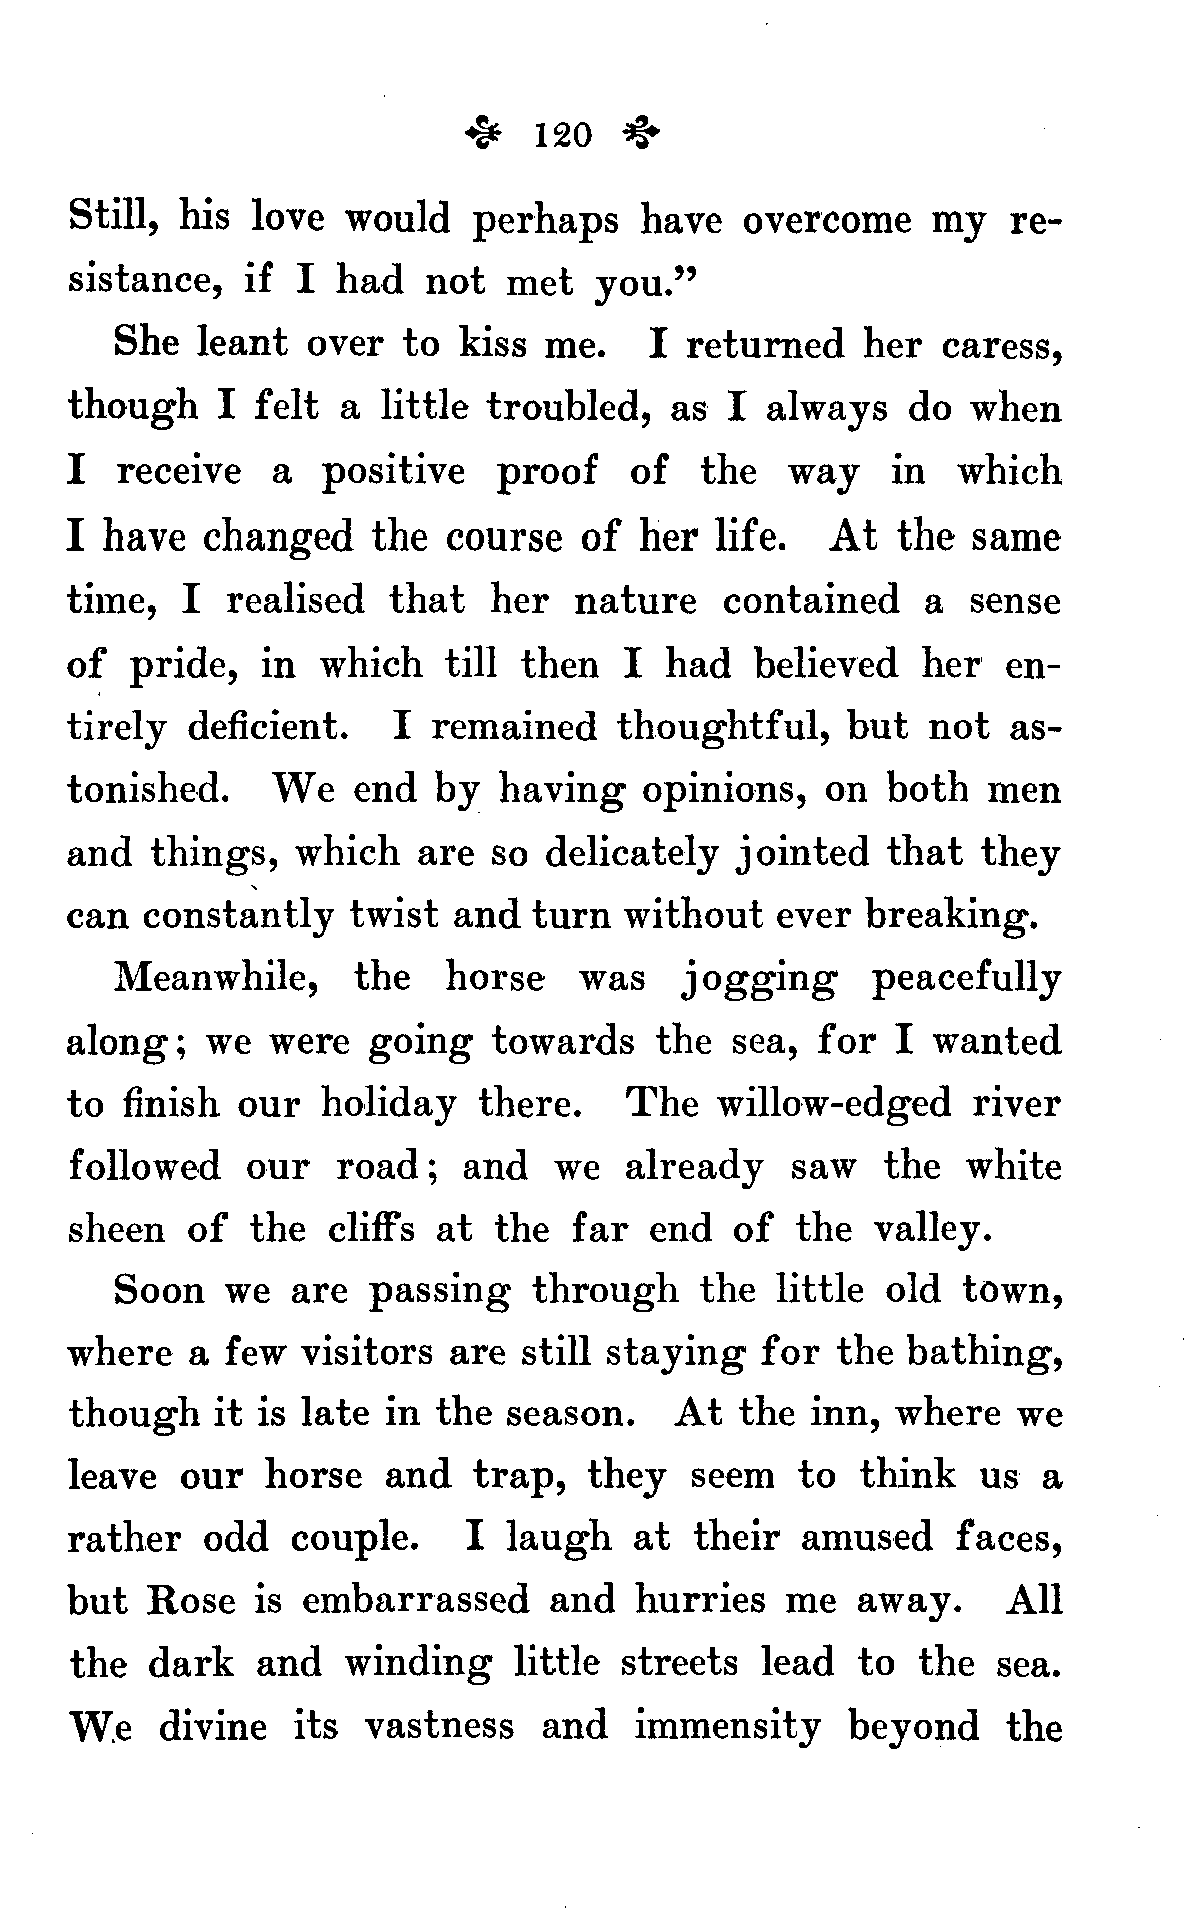 120
Still, his love would perhaps have overcome my re-
sistance, if I had not met you.”
She leant over to kiss me. I returned her caress,
though I felt a little troubled, as I always do when
I receive a positive proof of the way in which
I have changed the course of her life. At the same
time, I realised that her nature contained a sense
of pride, in which till then I had believed her en-
tirely deficient. I remained thoughtful, but not as-
tonished. We end by having opinions, on both men
and things, which are so delicately jointed that they
can constantly twist and turn without ever breaking.
Meanwhile, the horse was jogging peacefully
along; we were going towards the sea, for I wanted
to finish our holiday there. The willow-edged river
followed our road; and we already saw the white
sheen of the cliffs at the far end of the valley.
Soon we are passing through the little old town,
where a few visitors are still staying for the bathing,
though it is late in the season. At the inn, where we
leave our horse and trap, they seem to think us a
rather odd couple. I laugh at their amused faces,
but Rose is embarrassed and hurries me away. All
the dark and winding little streets lead to the sea.
We divine its vastness and immensity beyond the